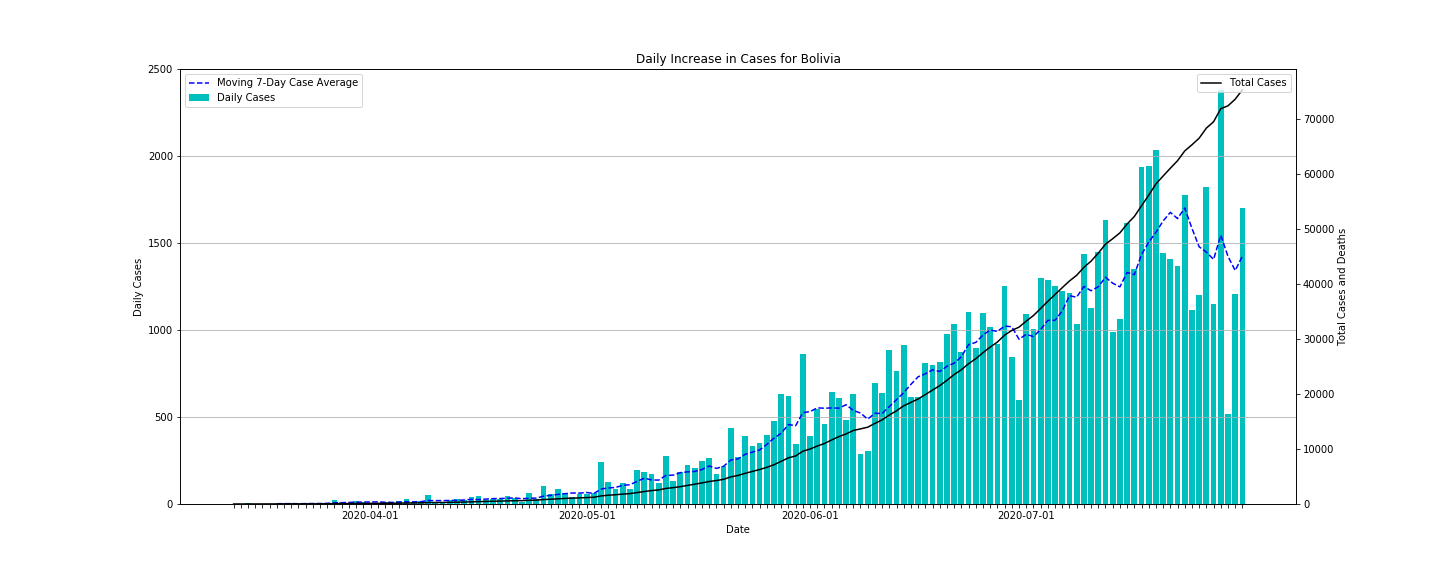 Daily Increase in Cases for Bolivia
Moving 7-Day Case Average
Daily Cases
Total Cases
2500
2000
1500
1000
500
0
Daily Cases
70000
60000
50000
40000
30000
20000
10000
0
Total Cases and Deaths
2020-04-01
2020-05-01
2020-06-01
2020-07-01
Date